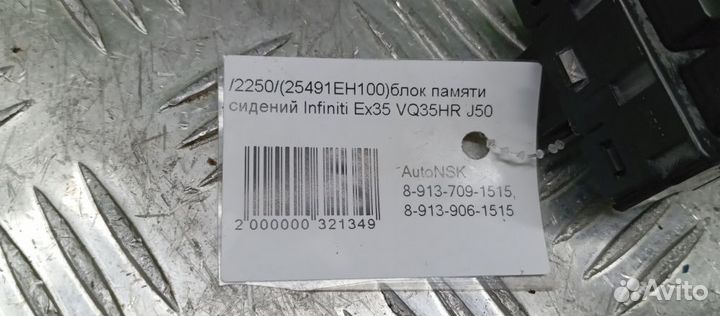 /2250/(25491EH100)блок памяти
сидений Infiniti Ex35 VQ35HR J50
AutoNSK
8-913-709-1515,
8-913-906-1515
2 000000 321349
Avito